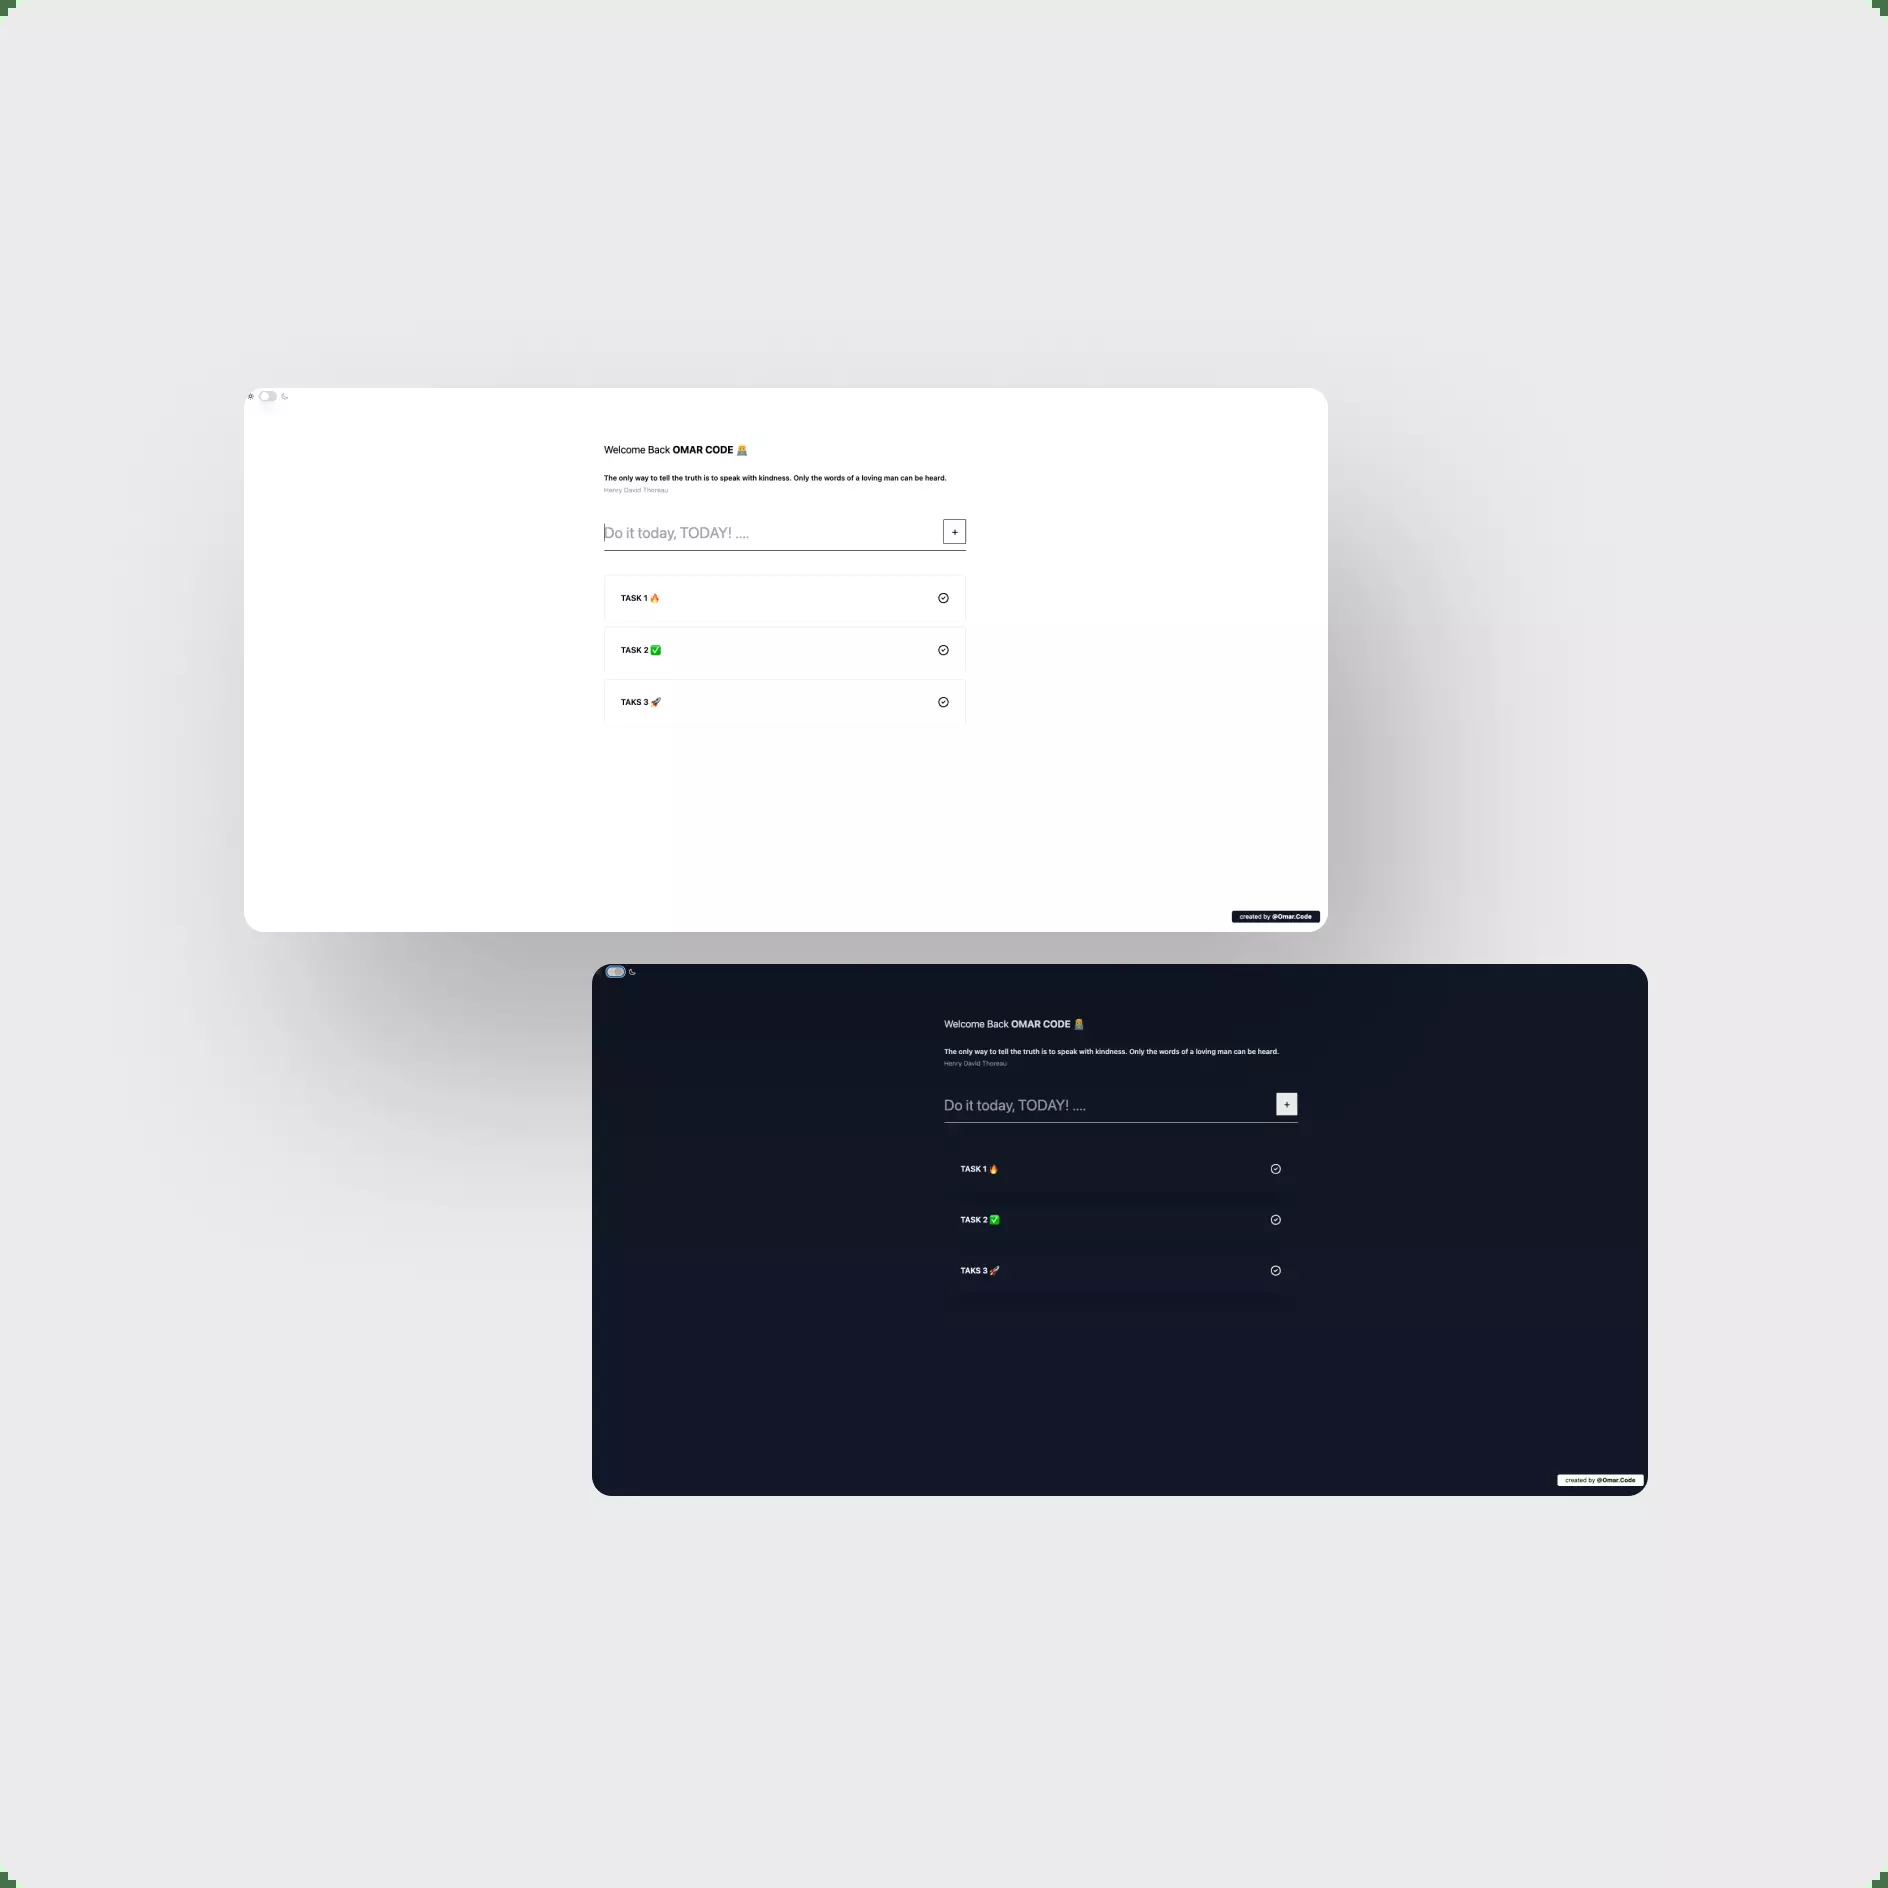 Welcome Back OMAR CODE 👨‍💻
The only way to tell the truth is to speak with kindness. Only the words of a loving man can be heard.
Henry David Thoreau
Do it today, TODAY! ....
+
TASK 1 🔥
TASK 2 ✅
TAKS 3 🚀
created by @Omar.Code
Welcome Back OMAR CODE 👨‍💻
The only way to tell the truth is to speak with kindness. Only the words of a loving man can be heard.
Henry David Thoreau
Do it today, TODAY! ....
+
TASK 1 🔥
TASK 2 ✅
TAKS 3 🚀
created by @Omar.Code